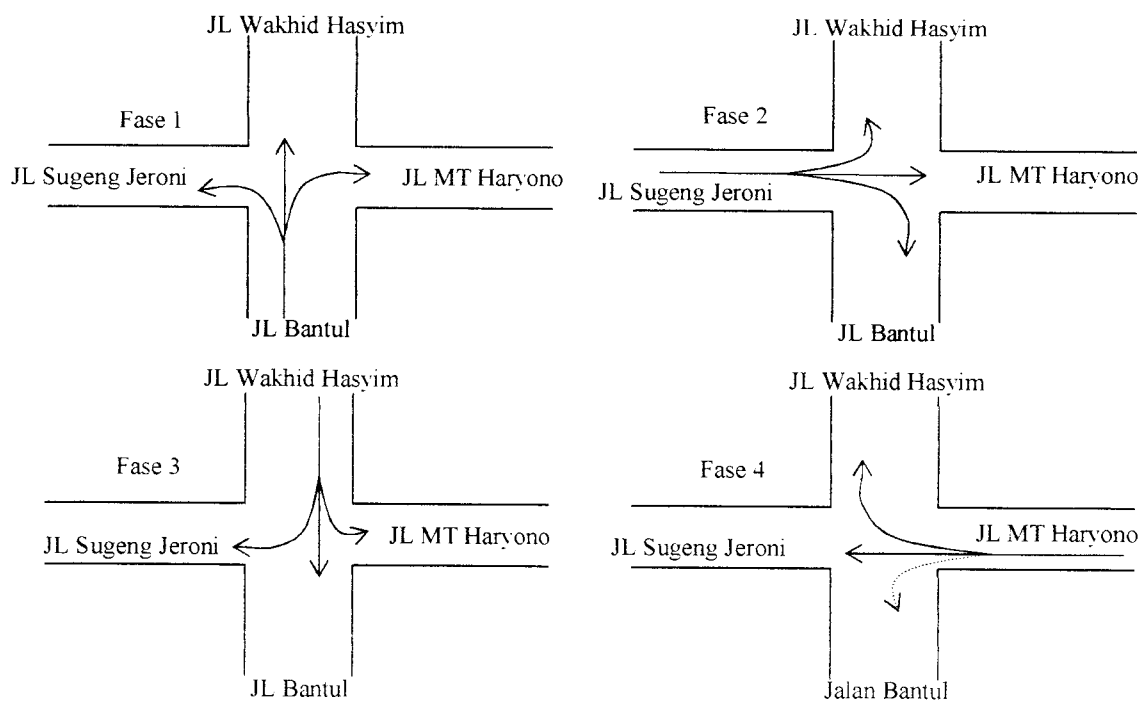 JL Wakhid Hasyim
Fase 1
JL Sugeng Jeroni
JL MT Haryono
JL Bantul
JL Wakhid Hasyim
Fase 2
JL Sugeng Jeroni
JL MT Haryono
JL Bantul
JL Wakhid Hasyim
Fase 3
JL Sugeng Jeroni
JL MT Haryono
JL Bantul
JL Wakhid Hasyim
Fase 4
JL Sugeng Jeroni
JL MT Haryono
Jalan Bantul